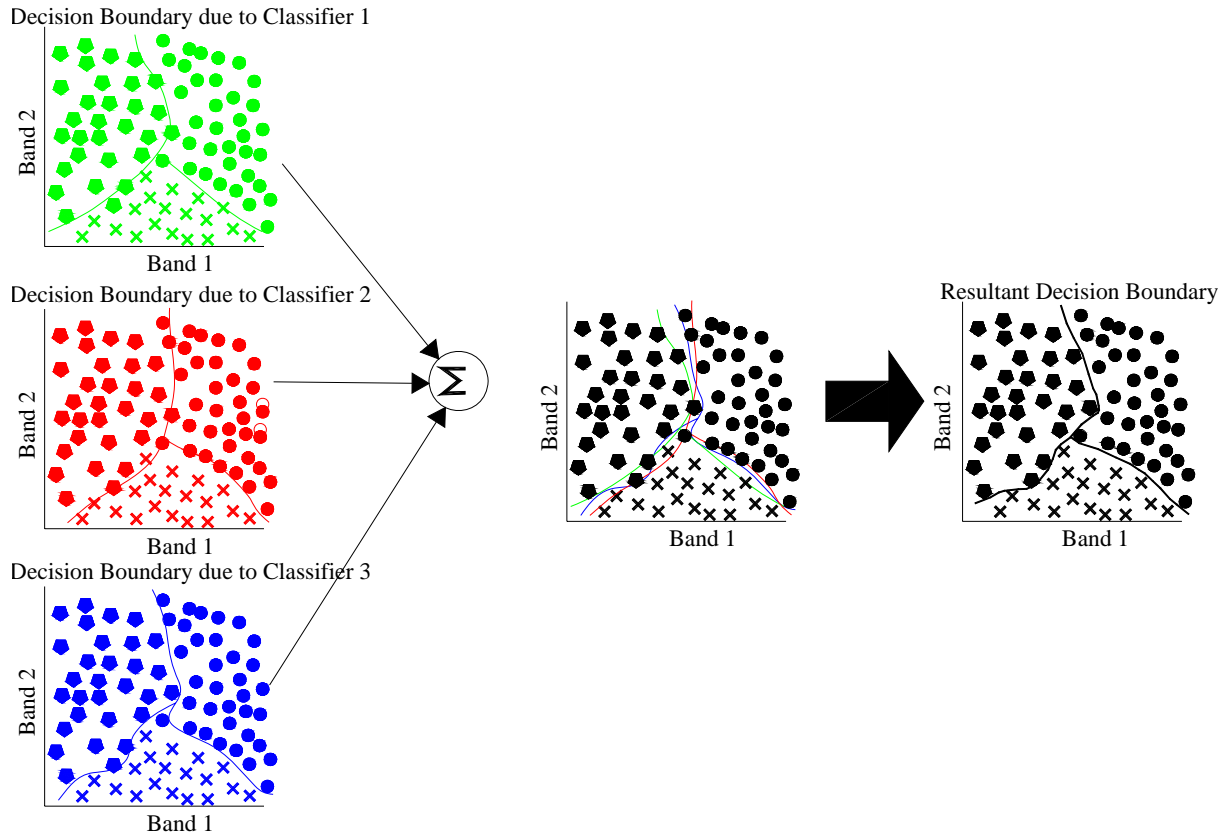 Decision Boundary due to Classifier 1
Band 2
Band 1
Decision Boundary due to Classifier 2
Band 2
Band 1
Decision Boundary due to Classifier 3
Band 2
Band 1
Σ
Band 2
Band 1
Resultant Decision Boundary
Band 2
Band 1